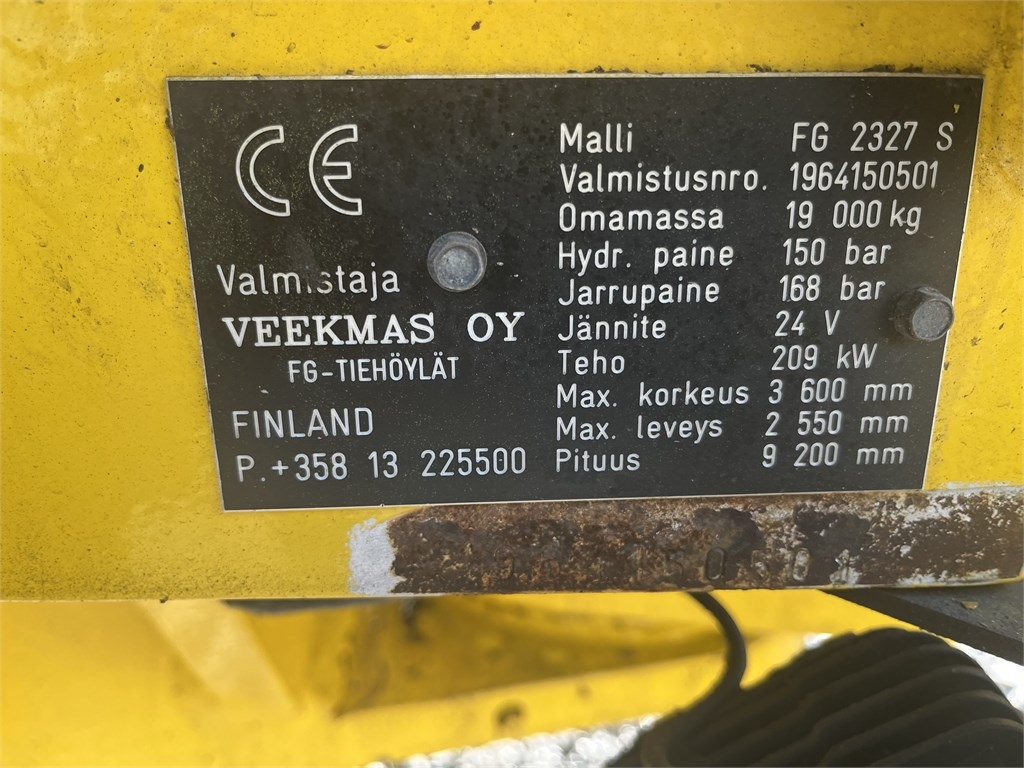 CE
Valmistaja
VEEKMAS OY
FG-TIEHÖYLÄT
FINLAND
P.+358 13 225500
Malli FG 2327 S
Valmistusnro. 1964150501
Omamassa 19 000 kg
Hydr. paine 150 bar
Jarrupaine 168 bar
Jännite 24 V
Teho 209 kW
Max. korkeus 3 600 mm
Max. leveys 2 550 mm
Pituus 9 200 mm